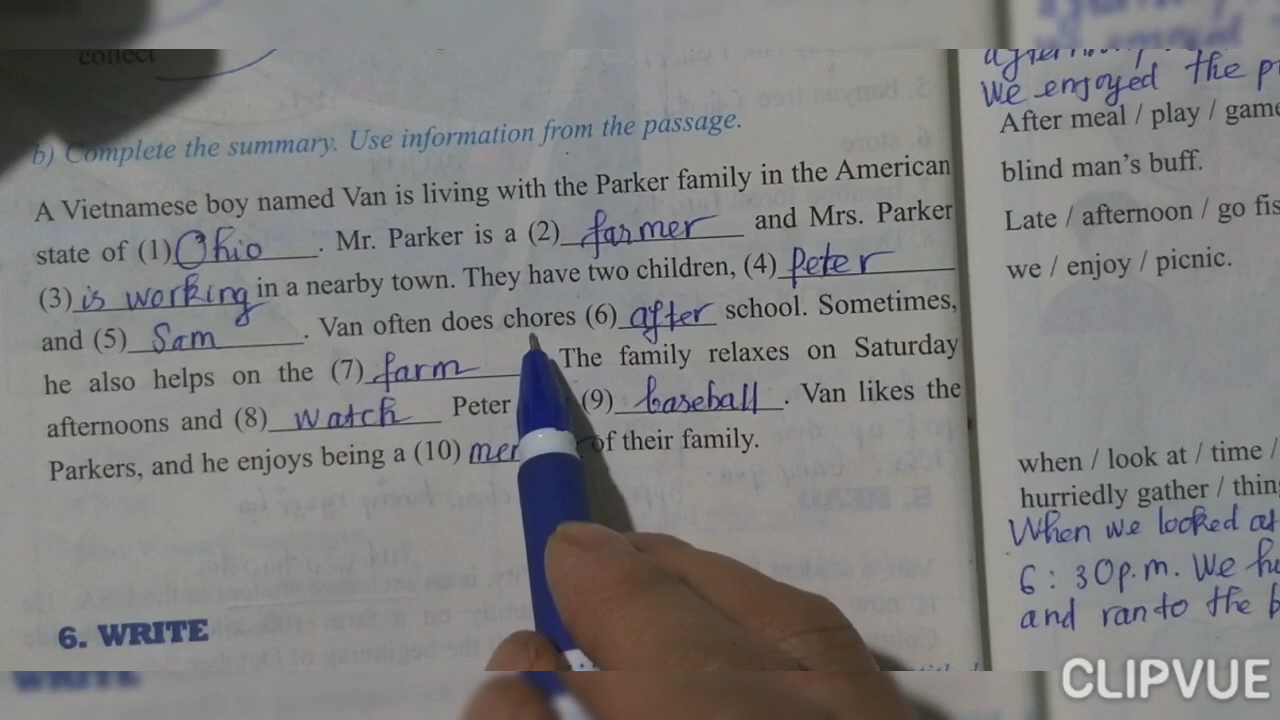 collect
b) Complete the summary. Use information from the passage.
A Vietnamese boy named Van is living with the Parker family in the American
state of (1) Ohio. Mr. Parker is a (2) farmer and Mrs. Parker
(3) is working in a nearby town. They have two children, (4) peter
and (5) Sam. Van often does chores (6) after school. Sometimes,
he also helps on the (7) farm The family relaxes on Saturday
afternoons and (8) watch Peter (9) baseball. Van likes the
Parkers, and he enjoys being a (10) mer of their family.
6. WRITE
We enjoyed the p
After meal / play / game
blind man's buff.
Late / afternoon / go fis
we / enjoy / picnic.
when / look at / time /
hurriedly gather / thin
When we looked at
6 : 30 p.m. We h
and ran to the b
CLIPVUE